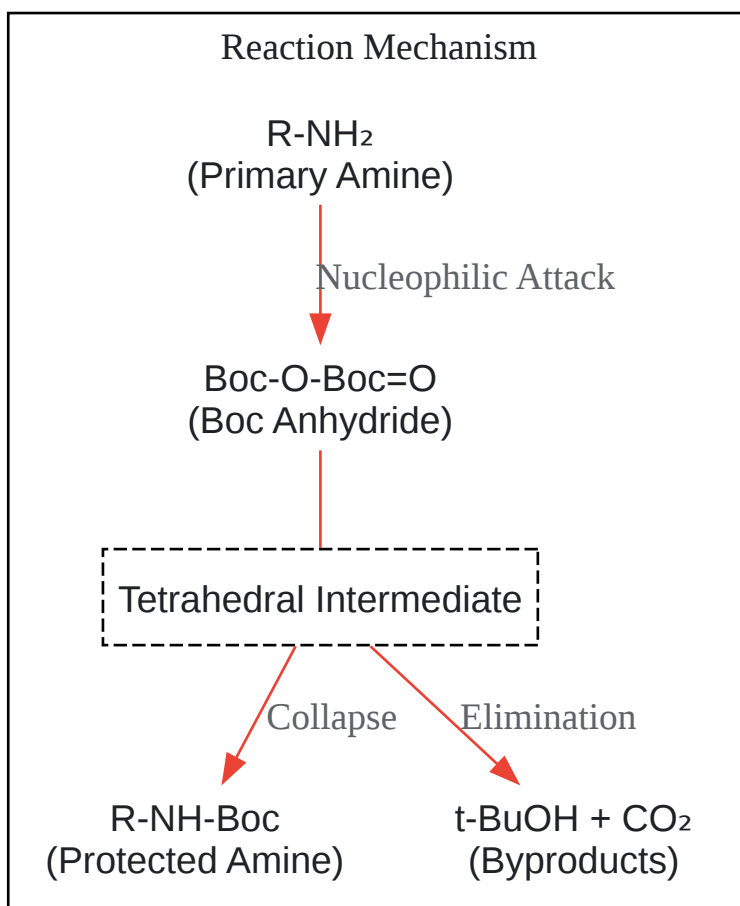 Reaction Mechanism
R-NH₂
(Primary Amine)
Nucleophilic Attack
Boc-O-Boc=O
(Boc Anhydride)
Tetrahedral Intermediate
Collapse
Elimination
R-NH-Boc
(Protected Amine)
t-BuOH + CO₂
(Byproducts)